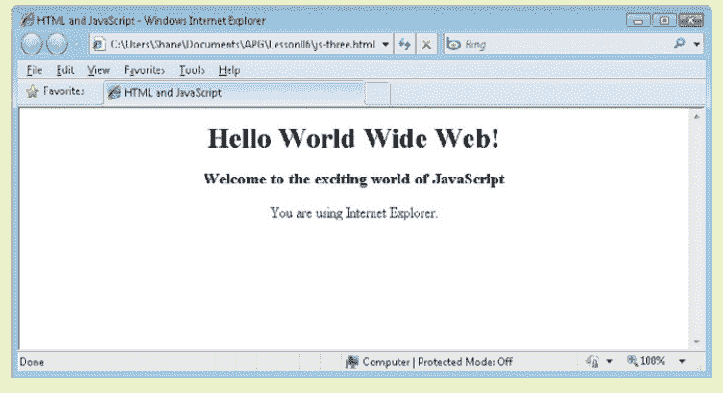 HTML and JavaScript - Windows Internet Explorer
C:\Users\Shane\Documents\APG\Lesson06\js-three.html
Bing
File Edit View Favorites Tools Help
Favorites HTML and JavaScript
Hello World Wide Web!
Welcome to the exciting world of JavaScript
You are using Internet Explorer.
Done Computer | Protected Mode: Off 100%